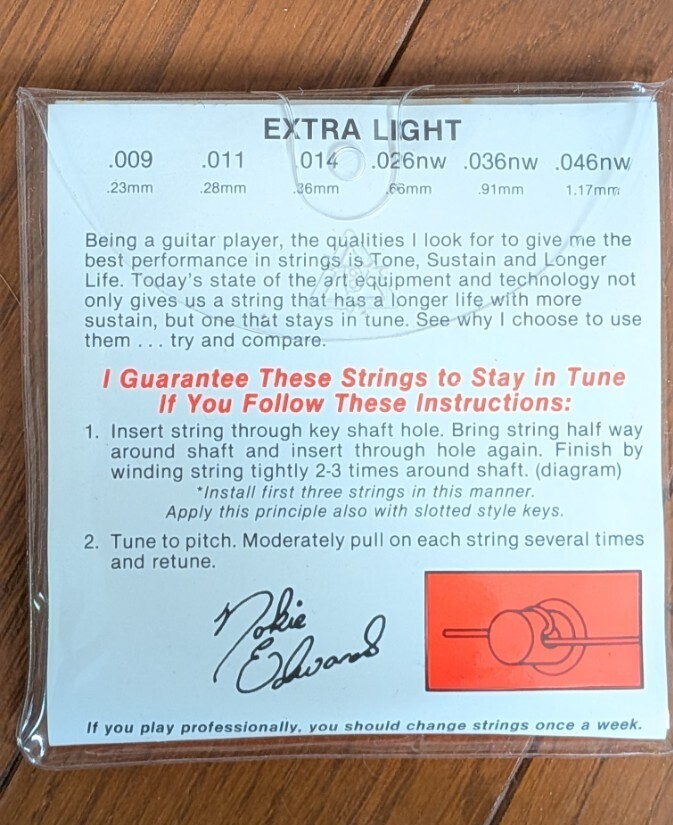 EXTRA LIGHT
.009 .011 .014 .026nw .036nw .046nw
.23mm .28mm .36mm .66mm .91mm 1.17mm
Being a guitar player, the qualities I look for to give me the
best performance in strings is Tone, Sustain and Longer
Life. Today's state of the art equipment and technology not
only gives us a string that has a longer life with more
sustain, but one that stays in tune. See why I choose to use
them . . . try and compare.
I Guarantee These Strings to Stay in Tune
If You Follow These Instructions:
1. Insert string through key shaft hole. Bring string half way
around shaft and insert through hole again. Finish by
winding string tightly 2-3 times around shaft. (diagram)
*Install first three strings in this manner.
Apply this principle also with slotted style keys.
2. Tune to pitch. Moderately pull on each string several times
and retune.
Nokie
Edwards
If you play professionally, you should change strings once a week.